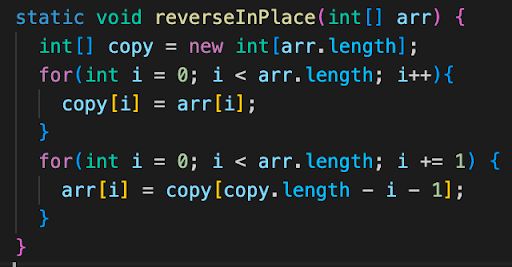 static void reverseInPlace(int[] arr) {
  int[] copy = new int[arr.length];
  for(int i = 0; i < arr.length; i++){
    copy[i] = arr[i];
  }
  for(int i = 0; i < arr.length; i += 1) {
    arr[i] = copy[copy.length - i - 1];
  }
}